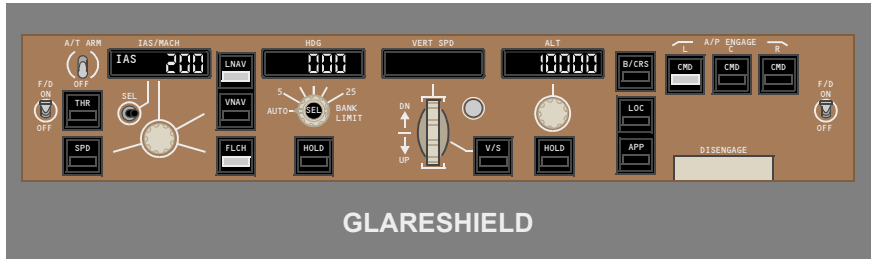 A/T ARM IAS/MACH HDG VERT SPD ALT A/P ENGAGE
L C R
IAS 200 000 10000
LNAV B/CRS CMD CMD CMD
OFF
F/D ON SEL 5 25 F/D ON
THR VNAV AUTO SEL BANK LIMIT DN LOC
OFF OFF
SPD FLCH HOLD UP V/S HOLD APP DISENGAGE
GLARESHIELD